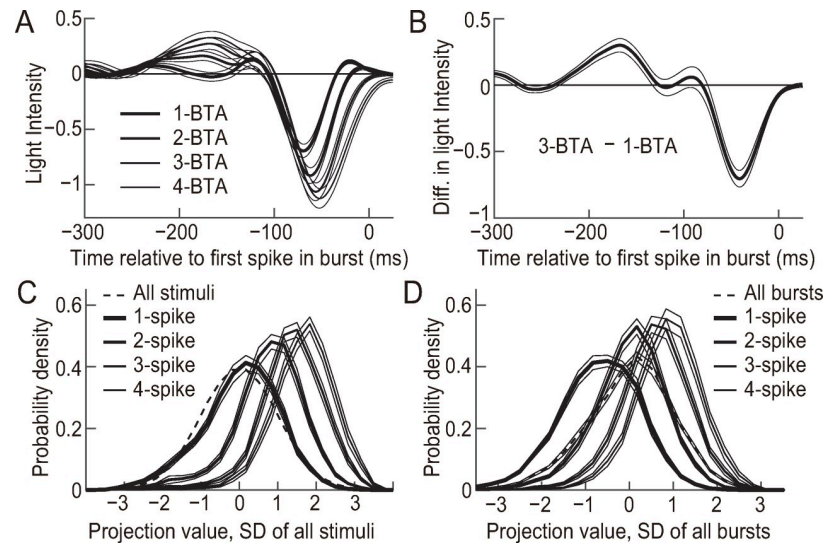 A
0.5
0
−0.5
−1
Light Intensity
1-BTA
2-BTA
3-BTA
4-BTA
−300 −200 −100 0
Time relative to first spike in burst (ms)
B
0.5
0
−0.5
−1
Diff. in light Intensity
3-BTA − 1-BTA
−300 −200 −100 0
Time relative to first spike in burst (ms)
C
0.6
0.4
0.2
0
Probability density
All stimuli
1-spike
2-spike
3-spike
4-spike
−3 −2 −1 0 1 2 3
Projection value, SD of all stimuli
D
0.6
0.4
0.2
0
Probability density
All bursts
1-spike
2-spike
3-spike
4-spike
−3 −2 −1 0 1 2 3
Projection value, SD of all bursts